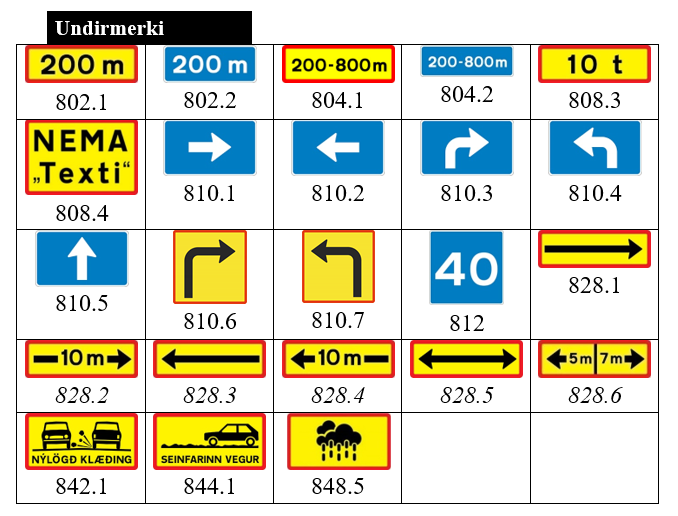 Undirmerki
200 m
802.1
200 m
802.2
200-800m
804.1
200-800m
804.2
10 t
808.3
NEMA
„Texti“
808.4
810.1
810.2
810.3
810.4
810.5
810.6
810.7
40
812
828.1
10 m
828.2
828.3
10 m
828.4
828.5
5m 7m
828.6
NÝLÖGÐ KLÆÐING
842.1
SEINFARINN VEGUR
844.1
848.5